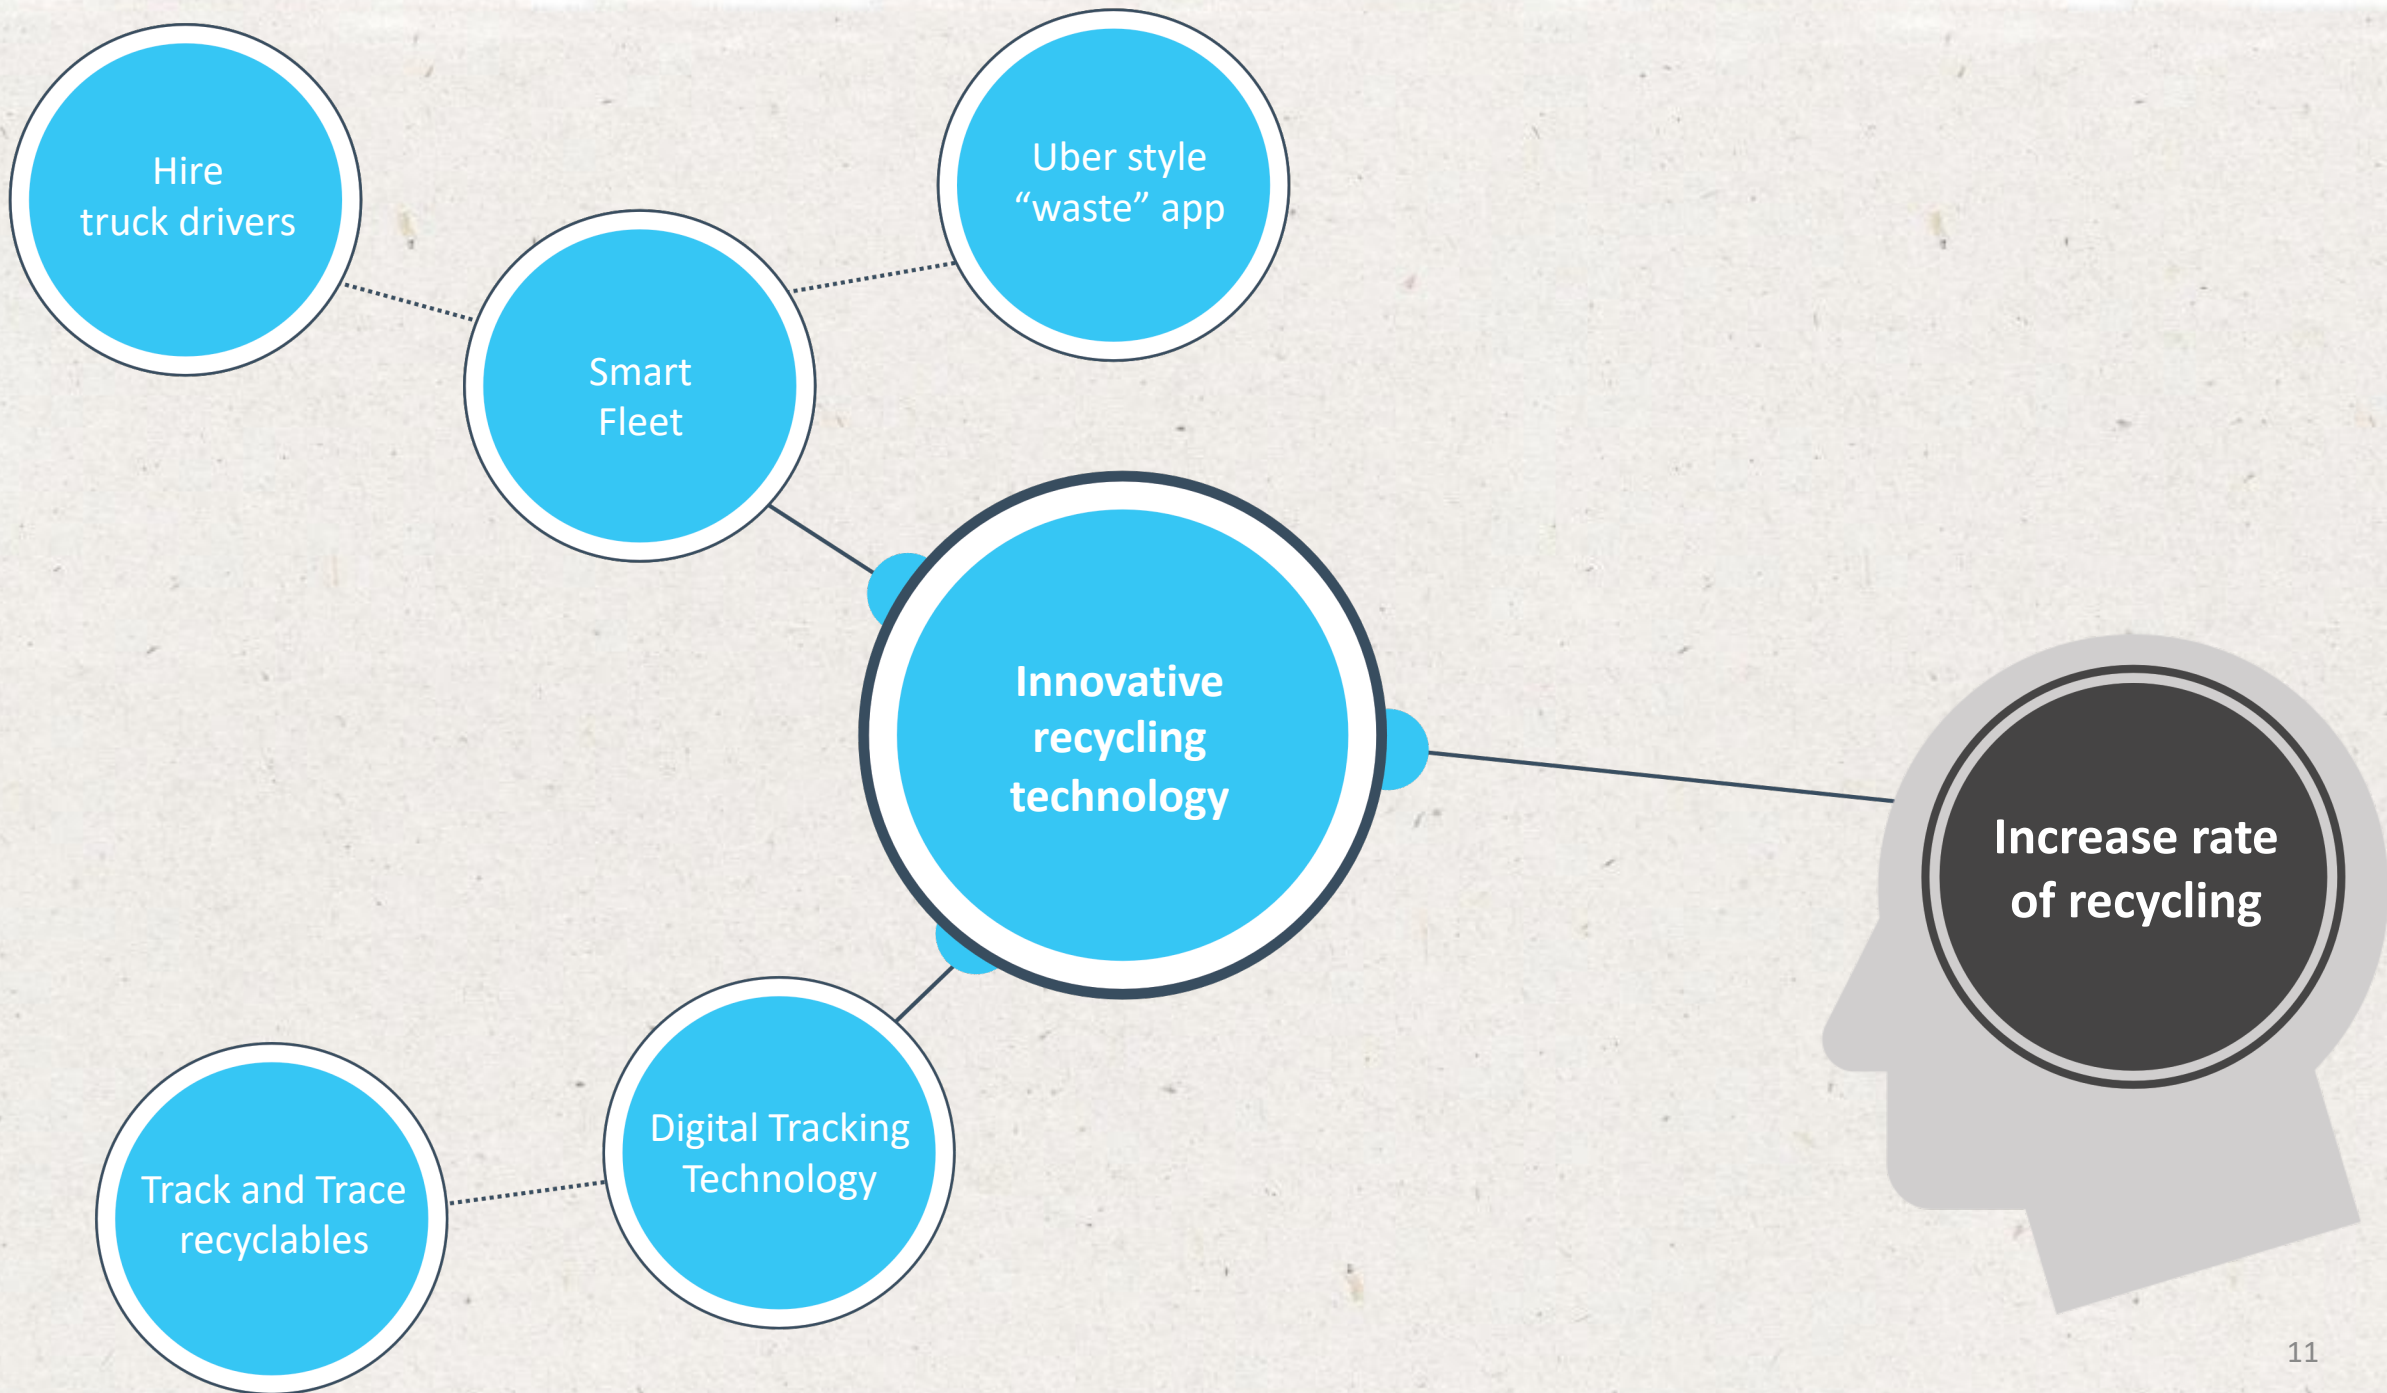 Hire
truck drivers
Uber style
“waste” app
Smart
Fleet
Innovative
recycling
technology
Increase rate
of recycling
Digital Tracking
Technology
Track and Trace
recyclables
11